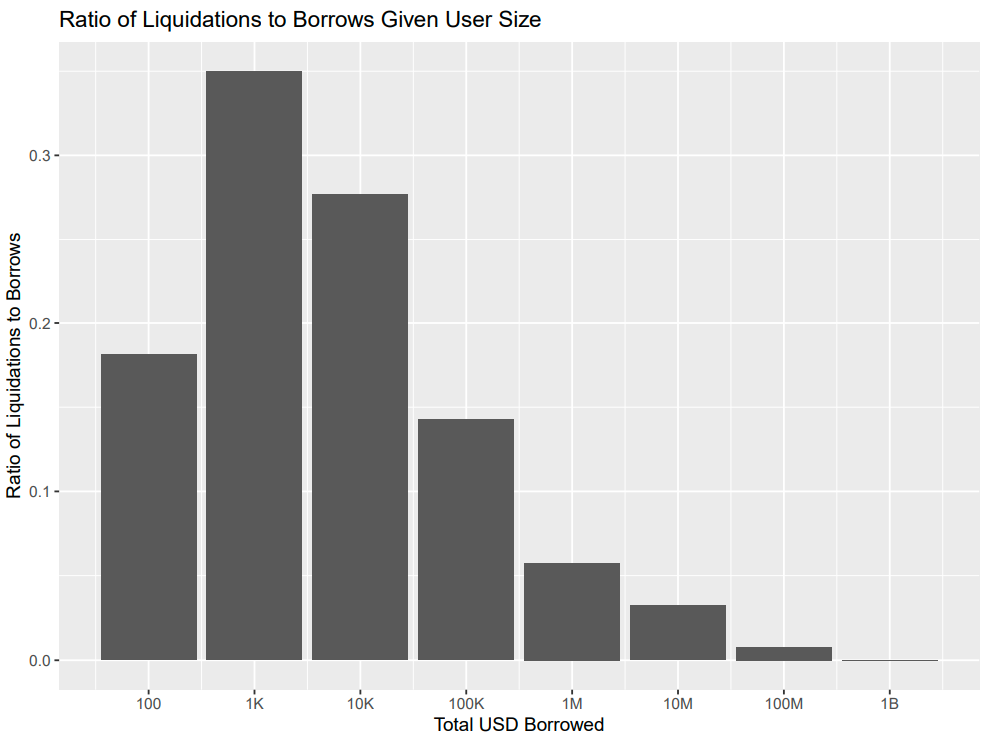 Ratio of Liquidations to Borrows Given User Size
Ratio of Liquidations to Borrows
0.3
0.2
0.1
0.0
100 1K 10K 100K 1M 10M 100M 1B
Total USD Borrowed